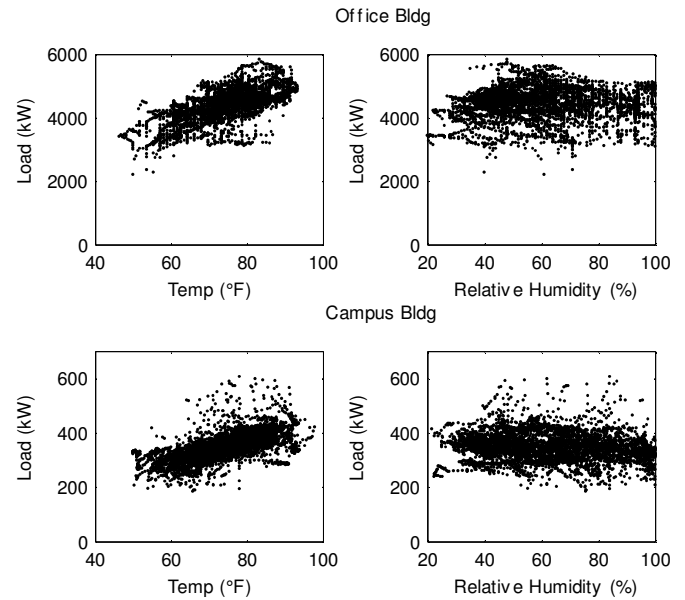 Office Bldg
6000
4000
2000
0
Load (kW)
40 60 80 100
Temp (°F)
6000
4000
2000
0
Load (kW)
20 40 60 80 100
Relative Humidity (%)
Campus Bldg
600
400
200
0
Load (kW)
40 60 80 100
Temp (°F)
600
400
200
0
Load (kW)
20 40 60 80 100
Relative Humidity (%)